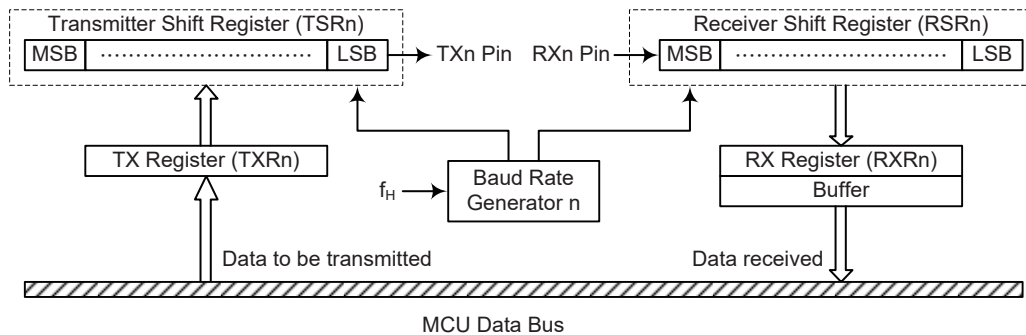 Transmitter Shift Register (TSRn)
MSB ………………………… LSB
TXn Pin
RXn Pin
Receiver Shift Register (RSRn)
MSB ………………………… LSB
TX Register (TXRn)
fH
Baud Rate
Generator n
RX Register (RXRn)
Buffer
Data to be transmitted
Data received
MCU Data Bus